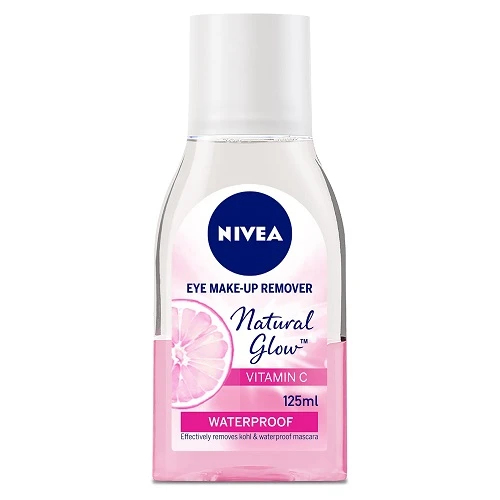 NIVEA
EYE MAKE-UP REMOVER
Natural
Glow™
VITAMIN C
125ml
WATERPROOF
Effectively removes kohl & waterproof mascara